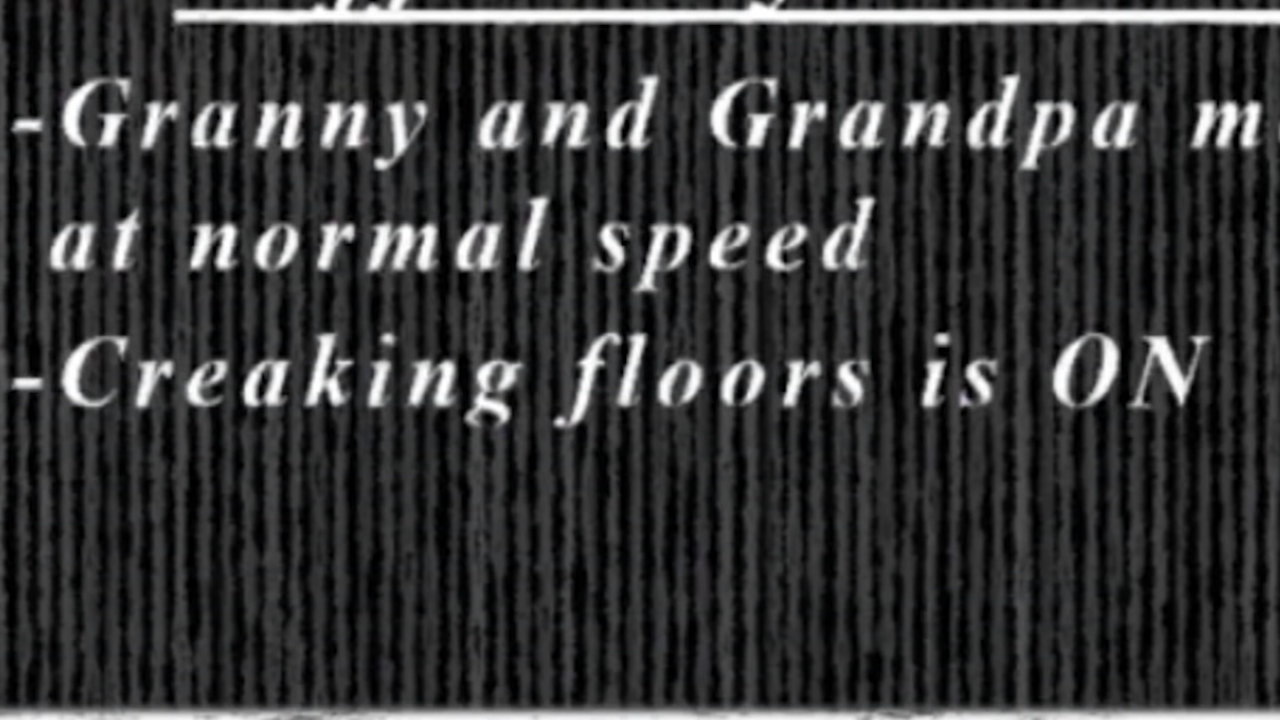 -Granny and Grandpa m
at normal speed
-Creaking floors is ON